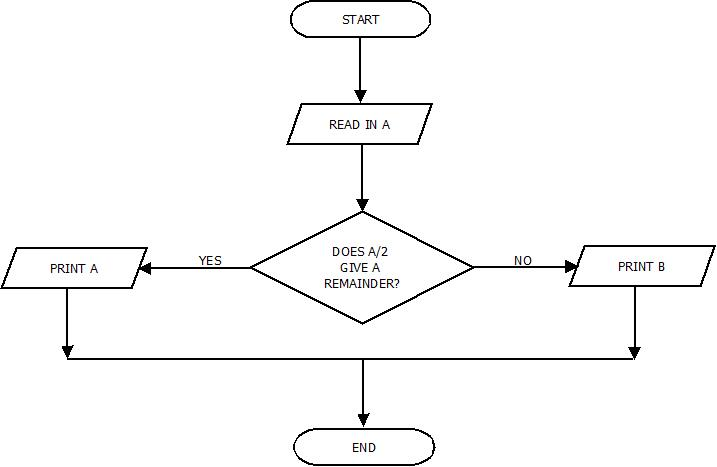 START
READ IN A
DOES A/2
GIVE A
REMAINDER?
YES
NO
PRINT A
PRINT B
END